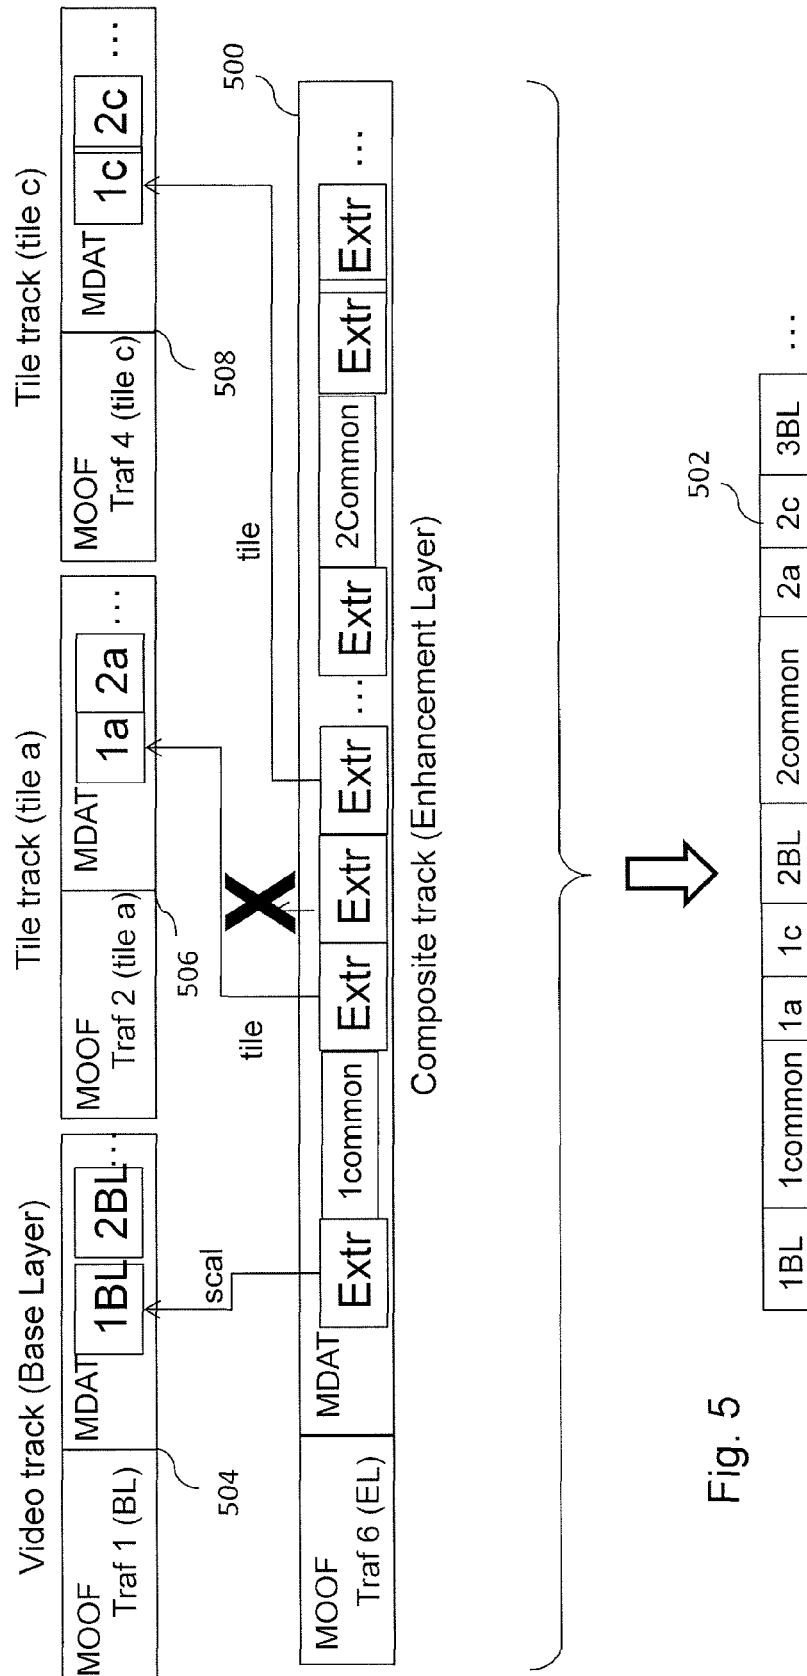 Video track (Base Layer)
Tile track (tile a)
Tile track (tile c)
MOOF
Traf 1 (BL)
MDAT
1BL
2BL
...
MOOF
Traf 2 (tile a)
MDAT
1a
2a
...
MOOF
Traf 4 (tile c)
MDAT
1c
2c
...
504
506
508
scal
tile
tile
500
MOOF
Traf 6 (EL)
MDAT
Extr
1common
Extr
Extr
Extr
...
Extr
2Common
Extr
Extr
...
Composite track (Enhancement Layer)
502
1BL
1common
1a
1c
2BL
2common
2a
2c
3BL
...
Fig. 5